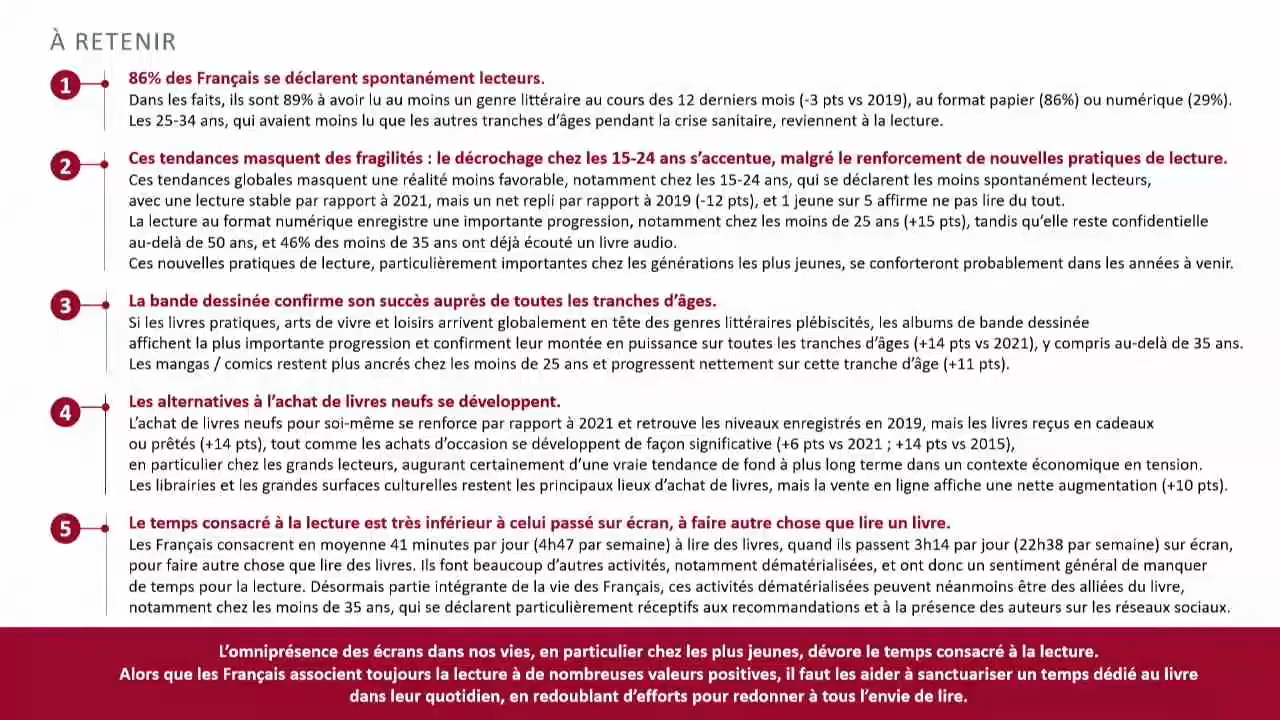 À RETENIR
1
86% des Français se déclarent spontanément lecteurs.
Dans les faits, ils sont 89% à avoir lu au moins un genre littéraire au cours des 12 derniers mois (-3 pts vs 2019), au format papier (86%) ou numérique (29%).
Les 25-34 ans, qui avaient moins lu que les autres tranches d’âges pendant la crise sanitaire, reviennent à la lecture.
2
Ces tendances masquent des fragilités : le décrochage chez les 15-24 ans s’accentue, malgré le renforcement de nouvelles pratiques de lecture.
Ces tendances globales masquent une réalité moins favorable, notamment chez les 15-24 ans, qui se déclarent les moins spontanément lecteurs,
avec une lecture stable par rapport à 2021, mais un net repli par rapport à 2019 (-12 pts), et 1 jeune sur 5 affirme ne pas lire du tout.
La lecture au format numérique enregistre une importante progression, notamment chez les moins de 25 ans (+15 pts), tandis qu’elle reste confidentielle
au-delà de 50 ans, et 46% des moins de 35 ans ont déjà écouté un livre audio.
Ces nouvelles pratiques de lecture, particulièrement importantes chez les générations les plus jeunes, se conforteront probablement dans les années à venir.
3
La bande dessinée confirme son succès auprès de toutes les tranches d’âges.
Si les livres pratiques, arts de vivre et loisirs arrivent globalement en tête des genres littéraires plébiscités, les albums de bande dessinée
affichent la plus importante progression et confirment leur montée en puissance sur toutes les tranches d’âges (+14 pts vs 2021), y compris au-delà de 35 ans.
Les mangas / comics restent plus ancrés chez les moins de 25 ans et progressent nettement sur cette tranche d’âge (+11 pts).
4
Les alternatives à l’achat de livres neufs se développent.
L’achat de livres neufs pour soi-même se renforce par rapport à 2021 et retrouve les niveaux enregistrés en 2019, mais les livres reçus en cadeaux
ou prêtés (+14 pts), tout comme les achats d’occasion se développent de façon significative (+6 pts vs 2021 ; +14 pts vs 2015),
en particulier chez les grands lecteurs, augurant certainement d’une vraie tendance de fond à plus long terme dans un contexte économique en tension.
Les librairies et les grandes surfaces culturelles restent les principaux lieux d’achat de livres, mais la vente en ligne affiche une nette augmentation (+10 pts).
5
Le temps consacré à la lecture est très inférieur à celui passé sur écran, à faire autre chose que lire un livre.
Les Français consacrent en moyenne 41 minutes par jour (4h47 par semaine) à lire des livres, quand ils passent 3h14 par jour (22h38 par semaine) sur écran,
pour faire autre chose que lire des livres. Ils font beaucoup d’autres activités, notamment dématérialisées, et ont donc un sentiment général de manquer
de temps pour la lecture. Désormais partie intégrante de la vie des Français, ces activités dématérialisées peuvent néanmoins être des alliées du livre,
notamment chez les moins de 35 ans, qui se déclarent particulièrement réceptifs aux recommandations et à la présence des auteurs sur les réseaux sociaux.
L’omniprésence des écrans dans nos vies, en particulier chez les plus jeunes, dévore le temps consacré à la lecture.
Alors que les Français associent toujours la lecture à de nombreuses valeurs positives, il faut les aider à sanctuariser un temps dédié au livre
dans leur quotidien, en redoublant d’efforts pour redonner à tous l’envie de lire.